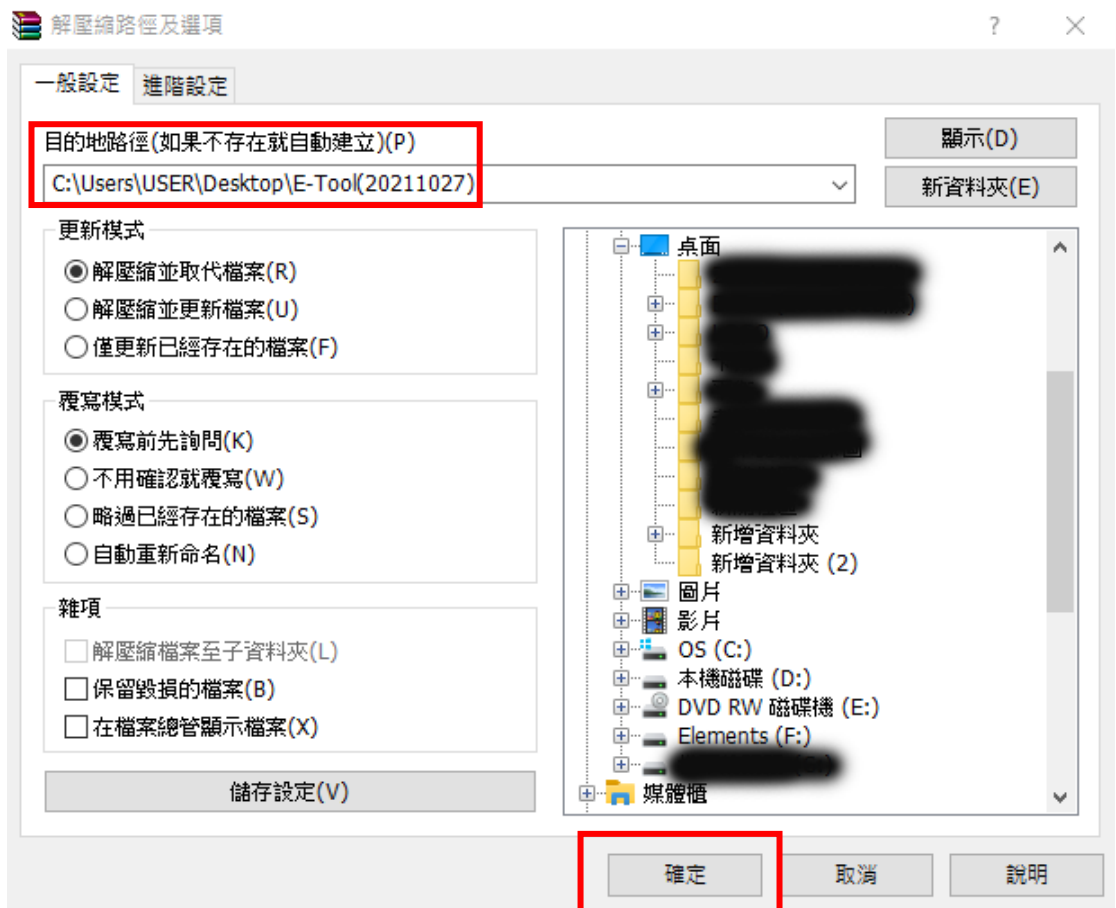 解壓縮路徑及選項
一般設定
進階設定
目的地路徑(如果不存在就自動建立)(P)
C:\Users\USER\Desktop\E-Tool(20211027)
顯示(D)
新資料夾(E)
更新模式
解壓縮並取代檔案(R)
解壓縮並更新檔案(U)
僅更新已經存在的檔案(F)
覆寫模式
覆寫前先詢問(K)
不用確認就覆寫(W)
略過已經存在的檔案(S)
自動重新命名(N)
雜項
解壓縮檔案至子資料夾(L)
保留毀損的檔案(B)
在檔案總管顯示檔案(X)
儲存設定(V)
桌面
新增資料夾
新增資料夾 (2)
圖片
影片
OS (C:)
本機磁碟 (D:)
DVD RW 磁碟機 (E:)
Elements (F:)
媒體櫃
確定
取消
說明